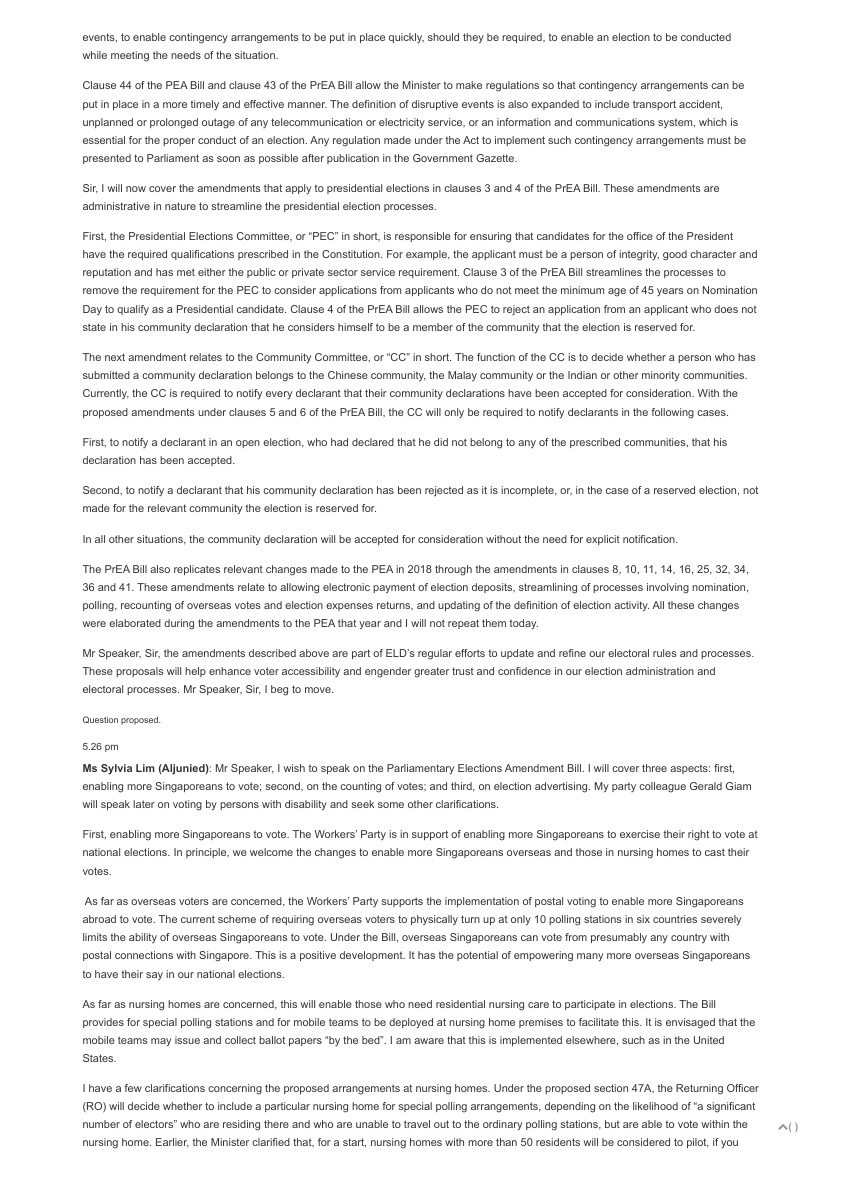 events, to enable contingency arrangements to be put in place quickly, should they be required, to enable an election to be conducted
while meeting the needs of the situation.
Clause 44 of the PEA Bill and clause 43 of the PrEA Bill allow the Minister to make regulations so that contingency arrangements can be
put in place in a more timely and effective manner. The definition of disruptive events is also expanded to include transport accident,
unplanned or prolonged outage of any telecommunication or electricity service, or an information and communications system, which is
essential for the proper conduct of an election. Any regulation made under the Act to implement such contingency arrangements must be
presented to Parliament as soon as possible after publication in the Government Gazette.
Sir, I will now cover the amendments that apply to presidential elections in clauses 3 and 4 of the PrEA Bill. These amendments are
administrative in nature to streamline the presidential election processes.
First, the Presidential Elections Committee, or “PEC” in short, is responsible for ensuring that candidates for the office of the President
have the required qualifications prescribed in the Constitution. For example, the applicant must be a person of integrity, good character and
reputation and has met either the public or private sector service requirement. Clause 3 of the PrEA Bill streamlines the processes to
remove the requirement for the PEC to consider applications from applicants who do not meet the minimum age of 45 years on Nomination
Day to qualify as a Presidential candidate. Clause 4 of the PrEA Bill allows the PEC to reject an application from an applicant who does not
state in his community declaration that he considers himself to be a member of the community that the election is reserved for.
The next amendment relates to the Community Committee, or “CC” in short. The function of the CC is to decide whether a person who has
submitted a community declaration belongs to the Chinese community, the Malay community or the Indian or other minority communities.
Currently, the CC is required to notify every declarant that their community declarations have been accepted for consideration. With the
proposed amendments under clauses 5 and 6 of the PrEA Bill, the CC will only be required to notify declarants in the following cases.
First, to notify a declarant in an open election, who had declared that he did not belong to any of the prescribed communities, that his
declaration has been accepted.
Second, to notify a declarant that his community declaration has been rejected as it is incomplete, or, in the case of a reserved election, not
made for the relevant community the election is reserved for.
In all other situations, the community declaration will be accepted for consideration without the need for explicit notification.
The PrEA Bill also replicates relevant changes made to the PEA in 2018 through the amendments in clauses 8, 10, 11, 14, 16, 25, 32, 34,
36 and 41. These amendments relate to allowing electronic payment of election deposits, streamlining of processes involving nomination,
polling, recounting of overseas votes and election expenses returns, and updating of the definition of election activity. All these changes
were elaborated during the amendments to the PEA that year and I will not repeat them today.
Mr Speaker, Sir, the amendments described above are part of ELD’s regular efforts to update and refine our electoral rules and processes.
These proposals will help enhance voter accessibility and engender greater trust and confidence in our election administration and
electoral processes. Mr Speaker, Sir, I beg to move.
Question proposed.
5.26 pm
Ms Sylvia Lim (Aljunied): Mr Speaker, I wish to speak on the Parliamentary Elections Amendment Bill. I will cover three aspects: first,
enabling more Singaporeans to vote; second, on the counting of votes; and third, on election advertising. My party colleague Gerald Giam
will speak later on voting by persons with disability and seek some other clarifications.
First, enabling more Singaporeans to vote. The Workers’ Party is in support of enabling more Singaporeans to exercise their right to vote at
national elections. In principle, we welcome the changes to enable more Singaporeans overseas and those in nursing homes to cast their
votes.
As far as overseas voters are concerned, the Workers’ Party supports the implementation of postal voting to enable more Singaporeans
abroad to vote. The current scheme of requiring overseas voters to physically turn up at only 10 polling stations in six countries severely
limits the ability of overseas Singaporeans to vote. Under the Bill, overseas Singaporeans can vote from presumably any country with
postal connections with Singapore. This is a positive development. It has the potential of empowering many more overseas Singaporeans
to have their say in our national elections.
As far as nursing homes are concerned, this will enable those who need residential nursing care to participate in elections. The Bill
provides for special polling stations and for mobile teams to be deployed at nursing home premises to facilitate this. It is envisaged that the
mobile teams may issue and collect ballot papers “by the bed”. I am aware that this is implemented elsewhere, such as in the United
States.
I have a few clarifications concerning the proposed arrangements at nursing homes. Under the proposed section 47A, the Returning Officer
(RO) will decide whether to include a particular nursing home for special polling arrangements, depending on the likelihood of “a significant
number of electors” who are residing there and who are unable to travel out to the ordinary polling stations, but are able to vote within the
nursing home. Earlier, the Minister clarified that, for a start, nursing homes with more than 50 residents will be considered to pilot, if you
( )